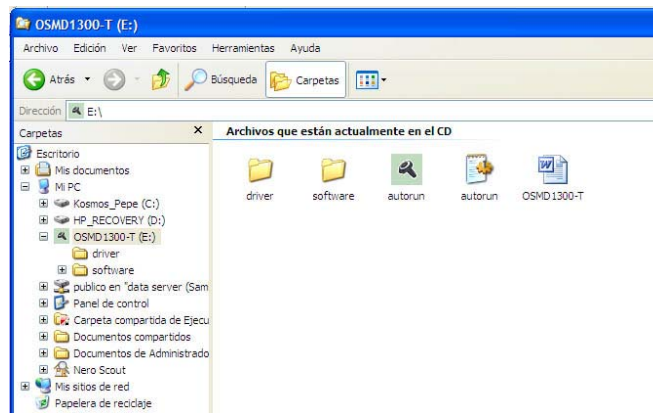 OSMD1300-T (E:)
Archivo Edición Ver Favoritos Herramientas Ayuda
Atrás Búsqueda Carpetas
Dirección E:\
Carpetas X
Archivos que están actualmente en el CD
Escritorio
Mis documentos
Mi PC
Kosmos_Pepe (C:)
HP_RECOVERY (D:)
OSMD1300-T (E:)
driver
software
publico en "data server (Sam
Panel de control
Carpeta compartida de Ejecu
Documentos compartidos
Documentos de Administrado
Nero Scout
Mis sitios de red
Papelera de reciclaje
driver software autorun autorun OSMD1300-T